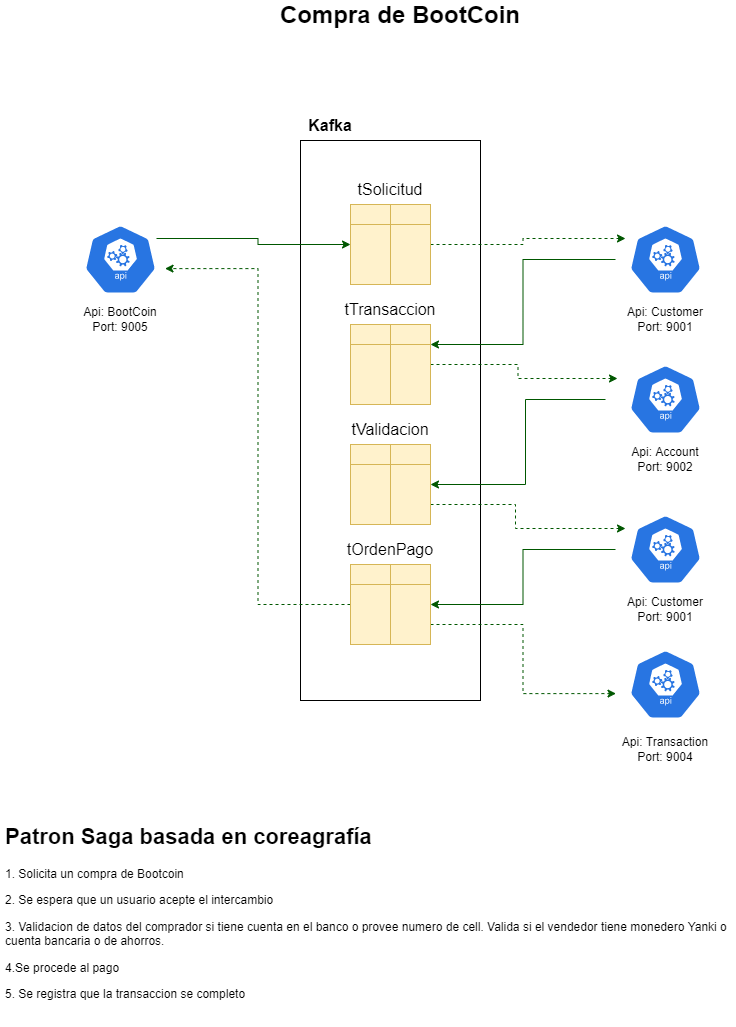 Compra de BootCoin
Kafka
tSolicitud
api
Api: BootCoin
Port: 9005
api
Api: Customer
Port: 9001
tTransaccion
api
Api: Account
Port: 9002
tValidacion
api
Api: Customer
Port: 9001
tOrdenPago
api
Api: Transaction
Port: 9004
Patron Saga basada en coreagrafía
1. Solicita un compra de Bootcoin
2. Se espera que un usuario acepte el intercambio
3. Validacion de datos del comprador si tiene cuenta en el banco o provee numero de cell. Valida si el vendedor tiene monedero Yanki o
cuenta bancaria o de ahorros.
4.Se procede al pago
5. Se registra que la transaccion se completo